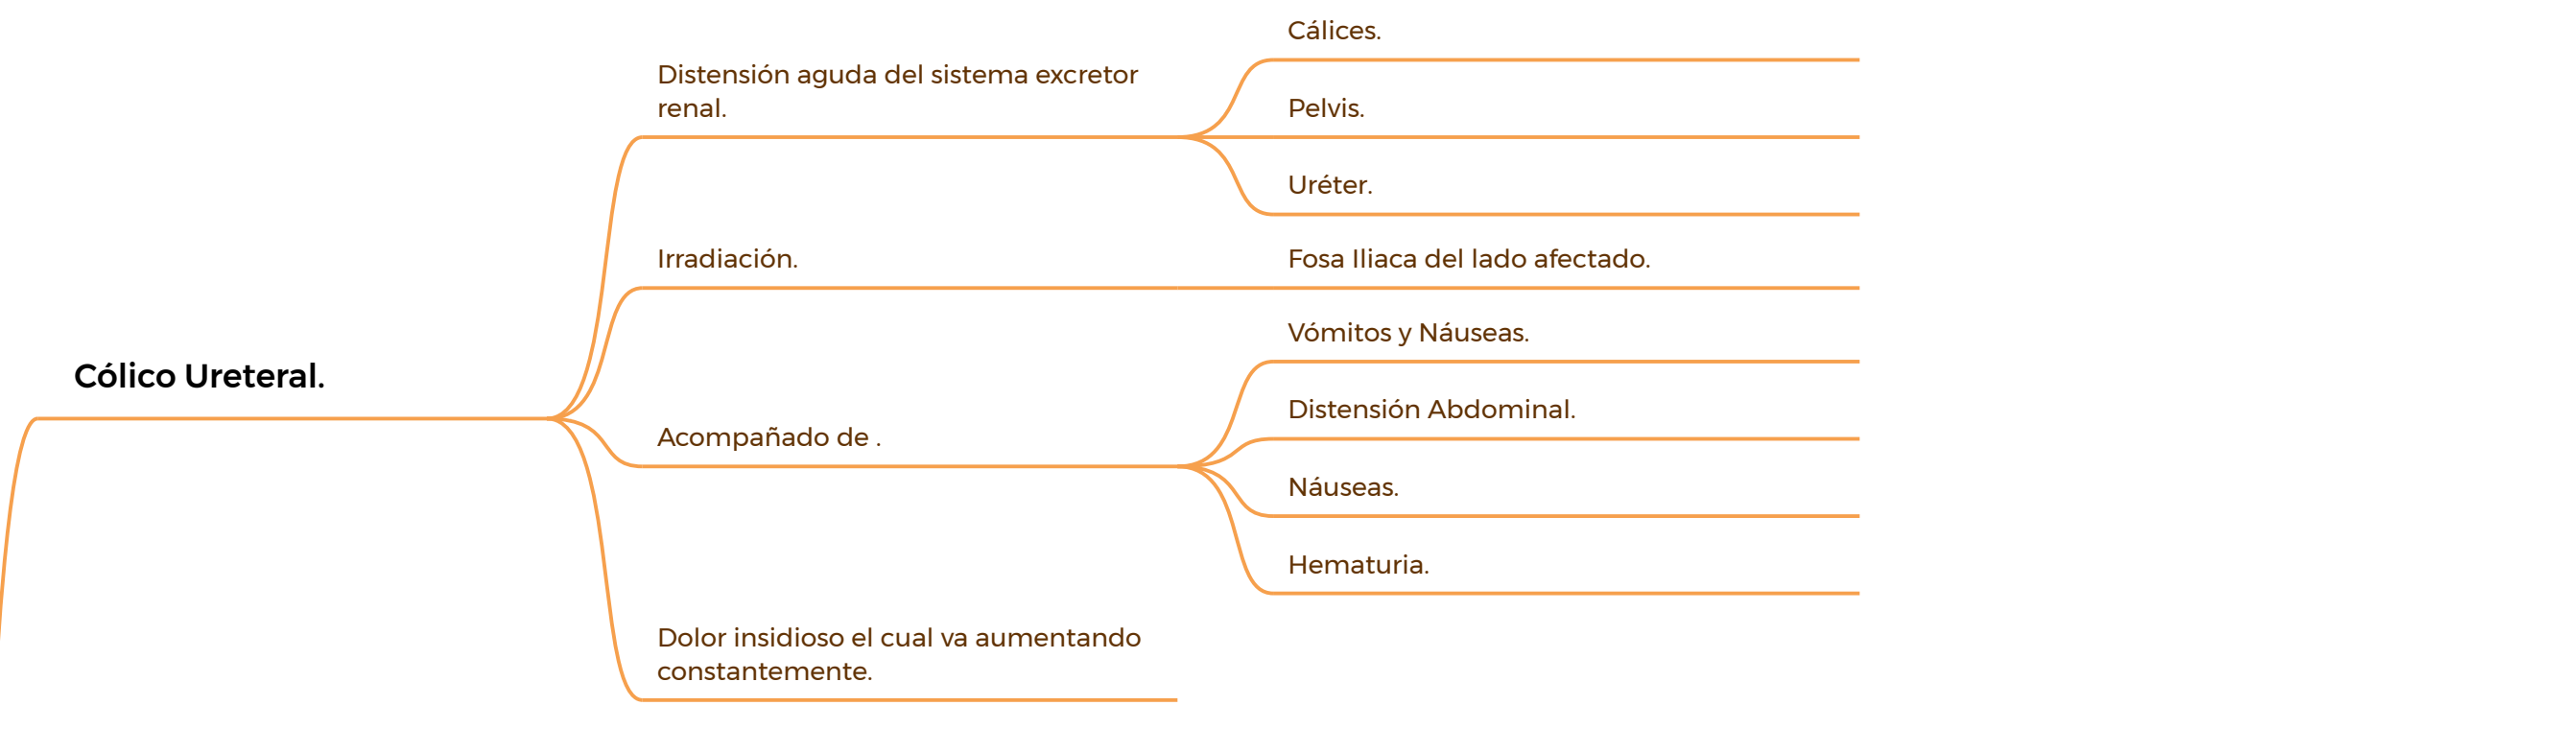 Cólico Ureteral.
Distensión aguda del sistema excretor
renal.
Cálices.
Pelvis.
Uréter.
Irradiación.
Fosa Iliaca del lado afectado.
Acompañado de .
Vómitos y Náuseas.
Distensión Abdominal.
Náuseas.
Hematuria.
Dolor insidioso el cual va aumentando
constantemente.